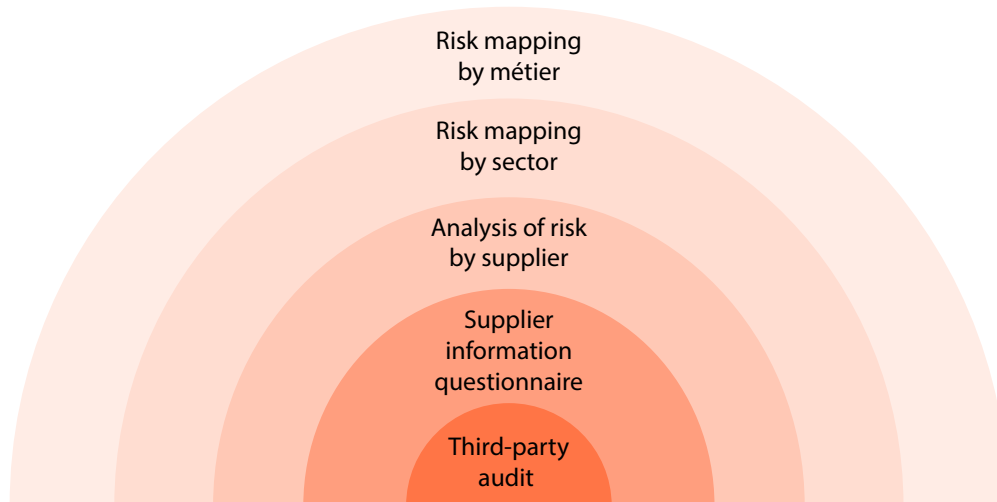 Risk mapping
by métier
Risk mapping
by sector
Analysis of risk
by supplier
Supplier
information
questionnaire
Third-party
audit